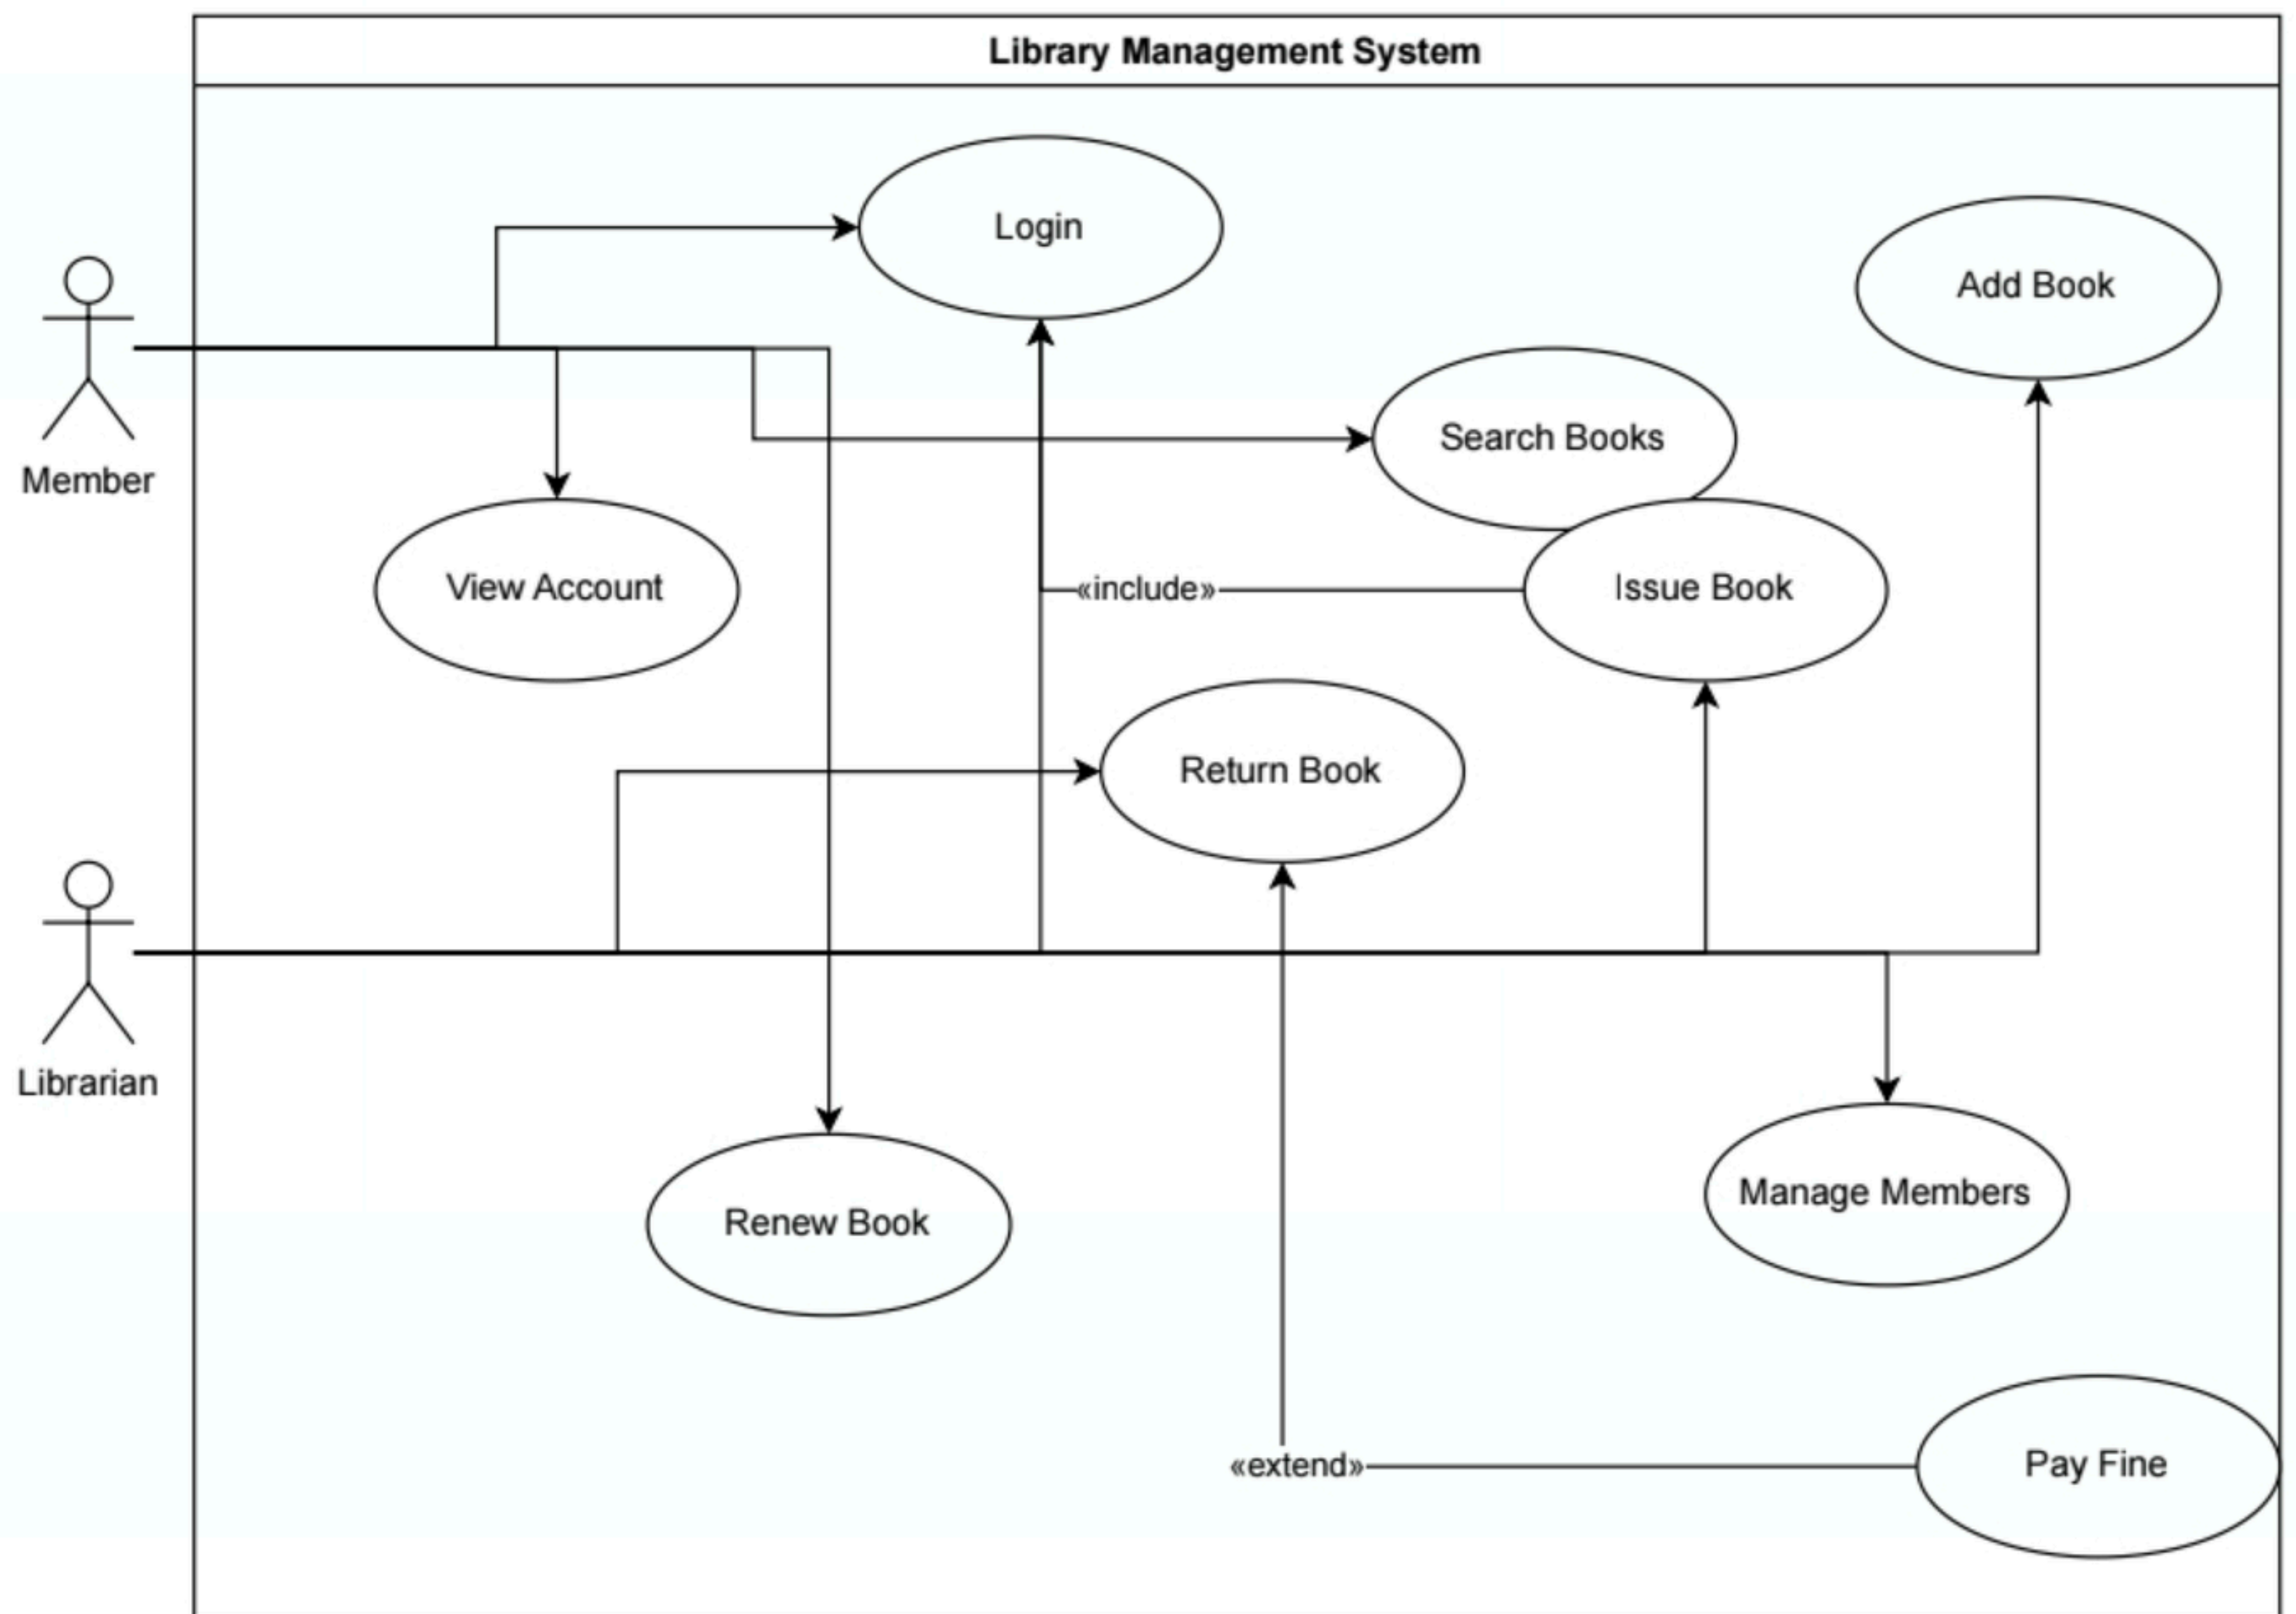 Library Management System
Login
Add Book
Search Books
Member
View Account
«include»
Issue Book
Return Book
Librarian
Manage Members
Renew Book
«extend»
Pay Fine